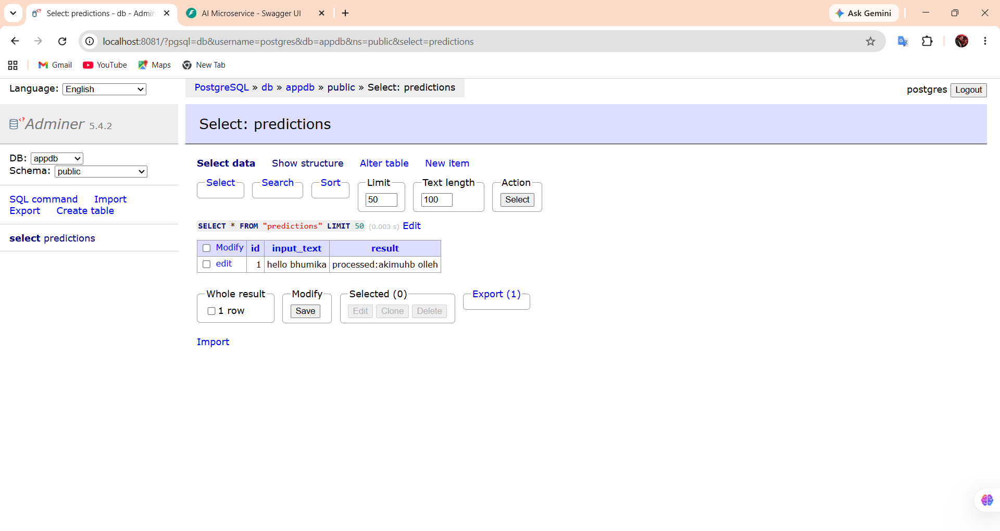 Select: predictions - db - Admin
AI Microservice - Swagger UI
Ask Gemini
localhost:8081/?pgsql=db&username=postgres&db=appdb&ns=public&select=predictions
Gmail
YouTube
Maps
New Tab
Language: English
PostgreSQL » db » appdb » public » Select: predictions
postgres Logout
Adminer 5.4.2
Select: predictions
DB: appdb
Schema: public
Select data Show structure Alter table New item
Select Search Sort Limit Text length Action
50 100 Select
SQL command Import
Export Create table
SELECT * FROM "predictions" LIMIT 50 (0.003 s) Edit
select predictions
Modify id input_text result
edit 1 hello bhumika processed:akimuhb olleh
Whole result Modify Selected (0) Export (1)
1 row Save Edit Clone Delete
Import